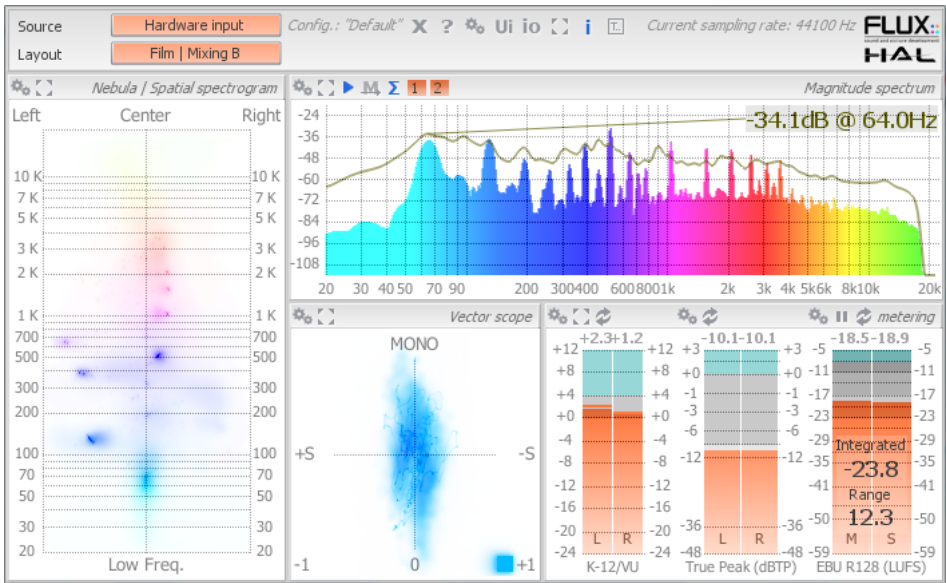 Source
Hardware input
Config.: "Default"
X ? Ui io i T..
Current sampling rate: 44100 Hz
FLUX::
sound and picture development
HAL
Layout
Film | Mixing B
Nebula / Spatial spectrogram
Left Center Right
10 K 10 K
7 K 7 K
5 K 5 K
3 K 3 K
2 K 2 K
1 K 1 K
700 700
500 500
300 300
200 200
100 100
70 70
50 50
30 30
20 20
Low Freq.
M Σ 1 2
Magnitude spectrum
-34.1dB @ 64.0Hz
-24
-36
-48
-60
-72
-84
-96
-108
20 30 40 50 70 90 200 300 400 600 800 1k 2k 3k 4k 5k 6k 8k 10k 20k
Vector scope
MONO
+S -S
-1 0 +1
metering
+2.3 +1.2
+12 +12
+8 +8
+4 +4
+0 +0
-4 -4
-8 -8
-12 -12
-16 -16
-20 -20
-24 -24
L R
K-12/VU
-10.1 -10.1
+3 +3
+0 +0
-1 -1
-3 -3
-6 -6
-12 -12
-36 -36
-48 -48
L R
True Peak (dBTP)
-18.5 -18.9
-5 -5
-11 -11
-17 -17
-23 -23
-29 -29
-35 -35
-41 -41
-50 -50
-59 -59
Integrated
-23.8
Range
12.3
M S
EBU R128 (LUFS)